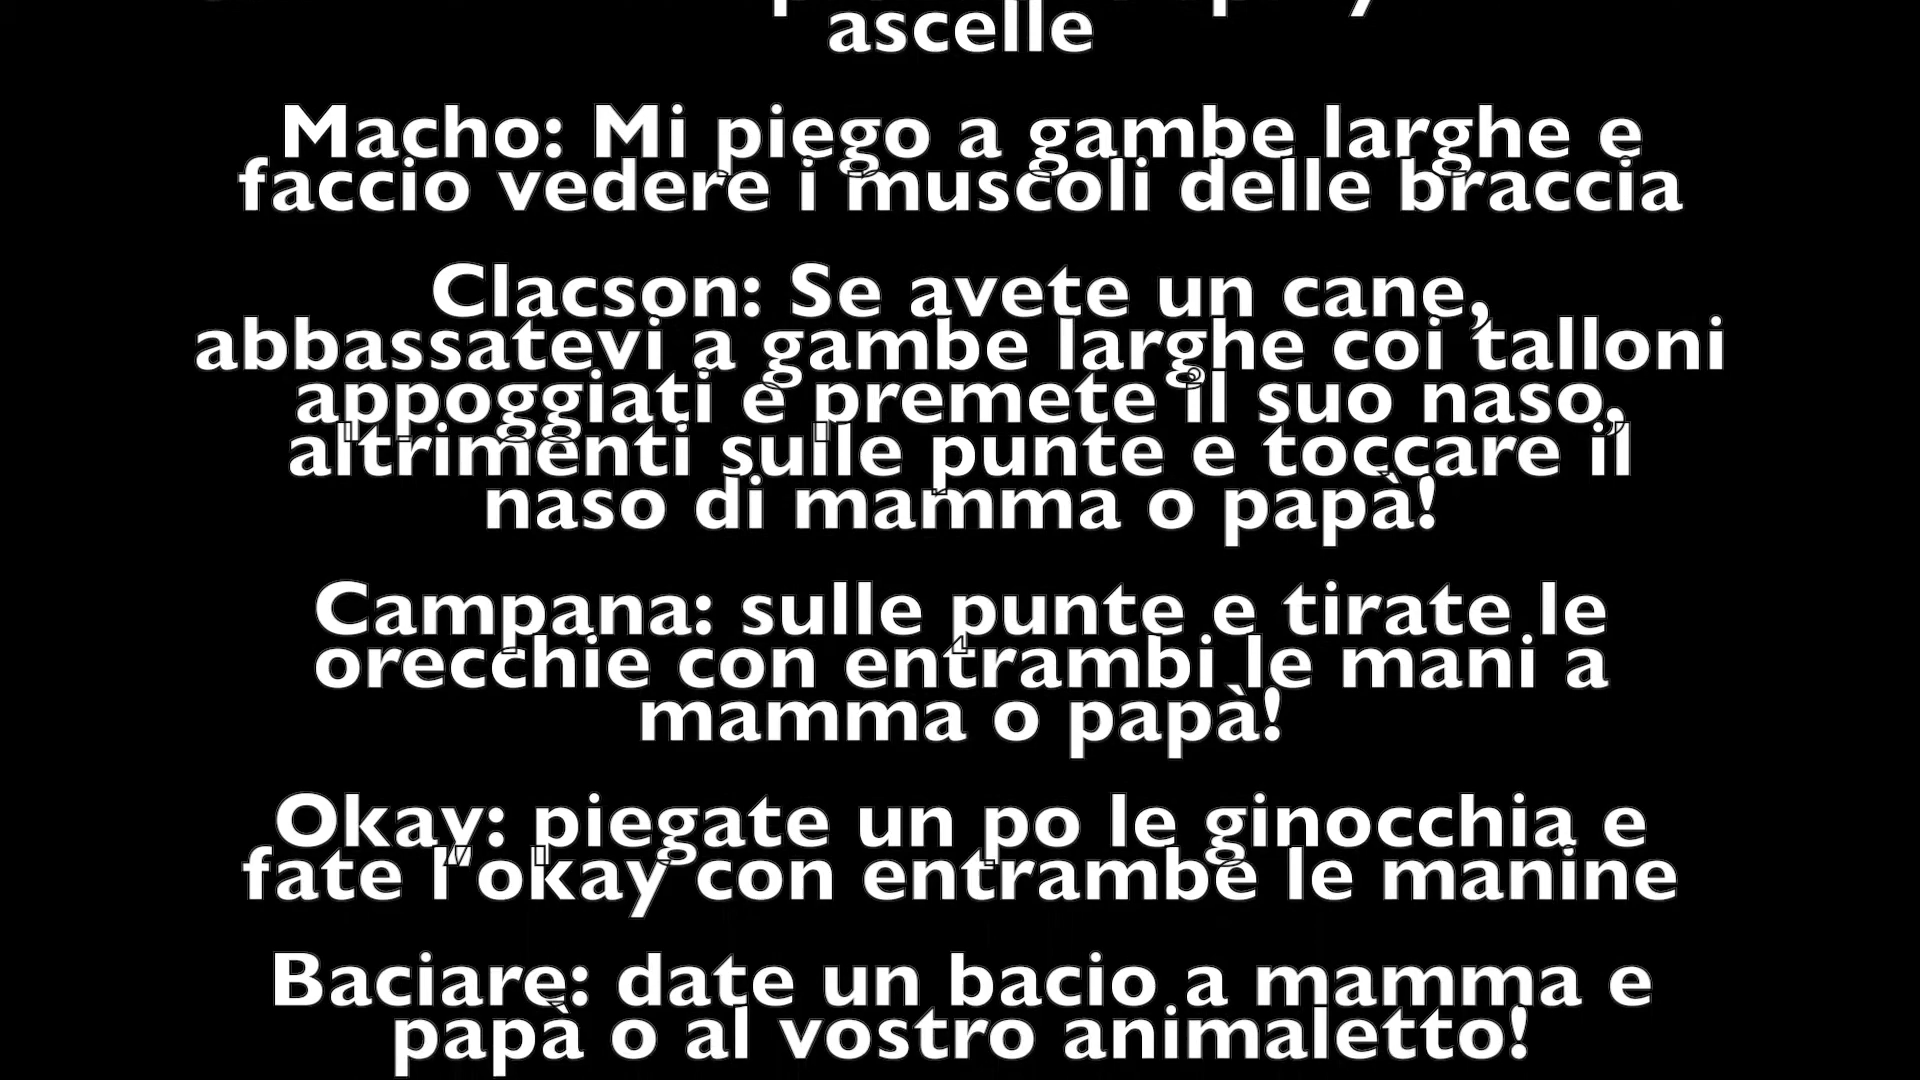 ascelle
Macho: Mi piego a gambe larghe e
faccio vedere i muscoli delle braccia
Clacson: Se avete un cane,
abbassatevi a gambe larghe coi talloni
appoggiati e premete il suo naso,
altrimenti sulle punte e toccare il
naso di mamma o papà!
Campana: sulle punte e tirate le
orecchie con entrambi le mani a
mamma o papà!
Okay: piegate un po le ginocchia e
fate l'okay con entrambe le manine
Baciare: date un bacio a mamma e
papà o al vostro animaletto!